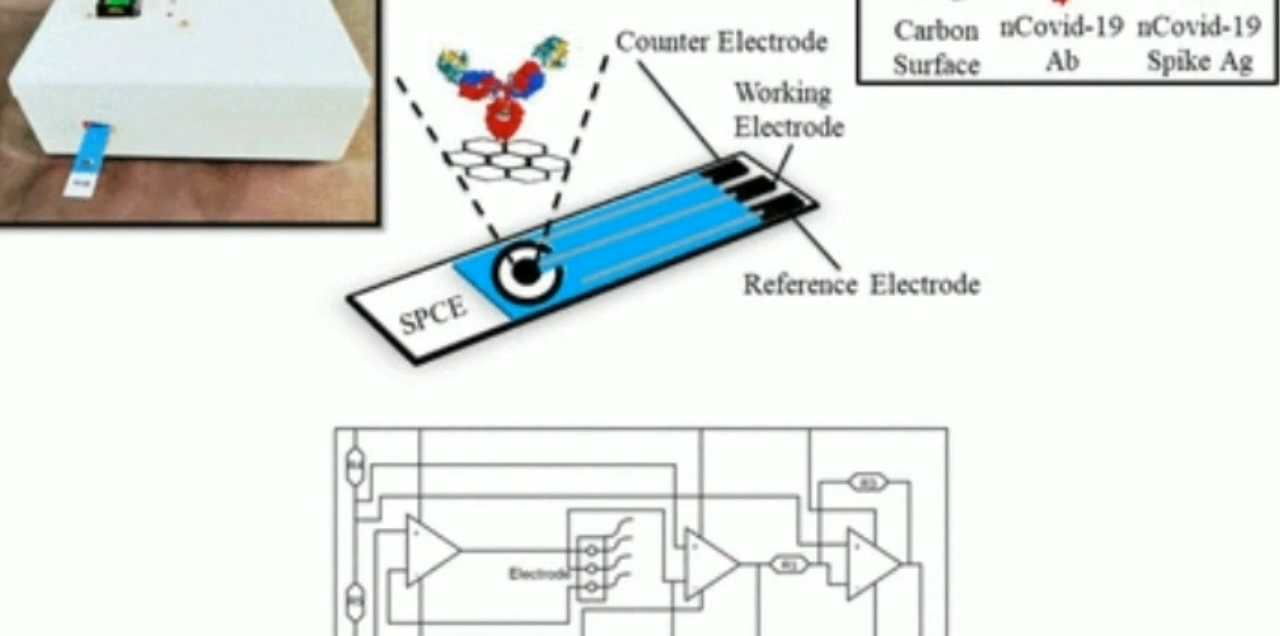 Counter Electrode
Carbon Surface
nCovid-19 Ab
nCovid-19 Spike Ag
Working
Electrode
Reference Electrode
SPCE
Electrode
R1